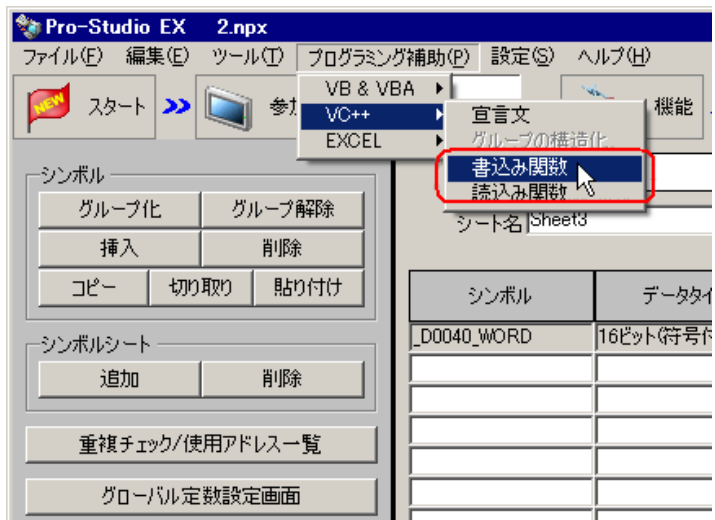 Pro-Studio EX 2.npx
ファイル(F) 編集(E) ツール(T) プログラミング補助(P) 設定(S) ヘルプ(H)
NEW スタート 参加 機能
VB & VBA
VC++
EXCEL
宣言文
グループの構造化
書込み関数
読込み関数
シンボル
グループ化 グループ解除
挿入 削除
コピー 切り取り 貼り付け
シンボルシート
追加 削除
重複チェック/使用アドレス一覧
グローバル定数設定画面
シート名 Sheet3
シンボル データタイ
_D0040_WORD 16ビット(符号付